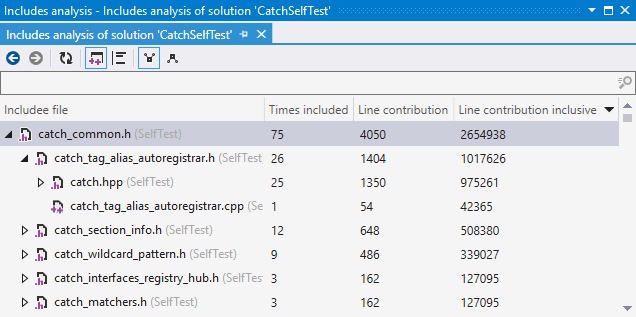 Includes analysis - Includes analysis of solution 'CatchSelfTest'
Includes analysis of solution 'CatchSelfTest'
Includee file Times included Line contribution Line contribution inclusive
catch_common.h (SelfTest) 75 4050 2654938
catch_tag_alias_autoregistrar.h (SelfTest 26 1404 1017626
catch.hpp (SelfTest) 25 1350 975261
catch_tag_alias_autoregistrar.cpp (Se 1 54 42365
catch_section_info.h (SelfTest) 12 648 508380
catch_wildcard_pattern.h (SelfTest) 9 486 339027
catch_interfaces_registry_hub.h (SelfTest) 3 162 127095
catch_matchers.h (SelfTest) 3 162 127095